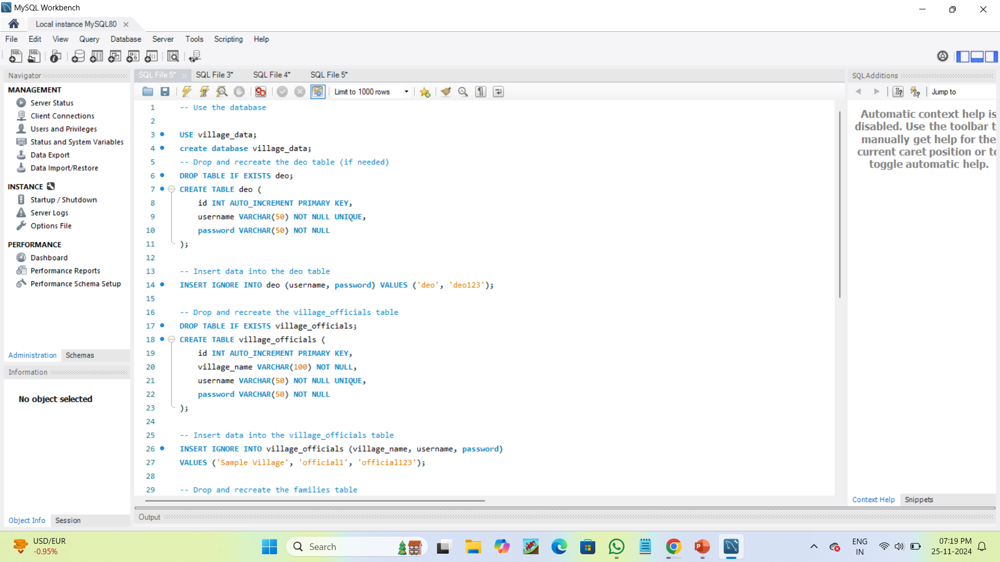 MySQL Workbench
Local instance MySQL80
File Edit View Query Database Server Tools Scripting Help
Navigator
MANAGEMENT
Server Status
Client Connections
Users and Privileges
Status and System Variables
Data Export
Data Import/Restore
INSTANCE
Startup / Shutdown
Server Logs
Options File
PERFORMANCE
Dashboard
Performance Reports
Performance Schema Setup
Administration Schemas
Information
No object selected
Object Info Session
SQL File 5* SQL File 3* SQL File 4* SQL File 5*
Limit to 1000 rows
1 -- Use the database
2
3 USE village_data;
4 create database village_data;
5 -- Drop and recreate the deo table (if needed)
6 DROP TABLE IF EXISTS deo;
7 CREATE TABLE deo (
8 id INT AUTO_INCREMENT PRIMARY KEY,
9 username VARCHAR(50) NOT NULL UNIQUE,
10 password VARCHAR(50) NOT NULL
11 );
12
13 -- Insert data into the deo table
14 INSERT IGNORE INTO deo (username, password) VALUES ('deo', 'deo123');
15
16 -- Drop and recreate the village_officials table
17 DROP TABLE IF EXISTS village_officials;
18 CREATE TABLE village_officials (
19 id INT AUTO_INCREMENT PRIMARY KEY,
20 village_name VARCHAR(100) NOT NULL,
21 username VARCHAR(50) NOT NULL UNIQUE,
22 password VARCHAR(50) NOT NULL
23 );
24
25 -- Insert data into the village_officials table
26 INSERT IGNORE INTO village_officials (village_name, username, password)
27 VALUES ('Sample Village', 'official1', 'official123');
28
29 -- Drop and recreate the families table
Output
SQLAdditions
Jump to
Automatic context help is
disabled. Use the toolbar t
manually get help for the
current caret position or to
toggle automatic help.
Context Help Snippets
USD/EUR
-0.95%
Search
ENG
IN
07:19 PM
25-11-2024